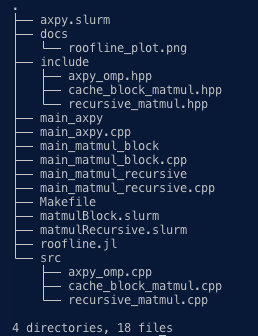 .
├── axpy.slurm
├── docs
│   └── roofline_plot.png
├── include
│   ├── axpy_omp.hpp
│   ├── cache_block_matmul.hpp
│   └── recursive_matmul.hpp
├── main_axpy
├── main_axpy.cpp
├── main_matmul_block
├── main_matmul_block.cpp
├── main_matmul_recursive
├── main_matmul_recursive.cpp
├── Makefile
├── matmulBlock.slurm
├── matmulRecursive.slurm
├── roofline.jl
└── src
    ├── axpy_omp.cpp
    ├── cache_block_matmul.cpp
    └── recursive_matmul.cpp
4 directories, 18 files